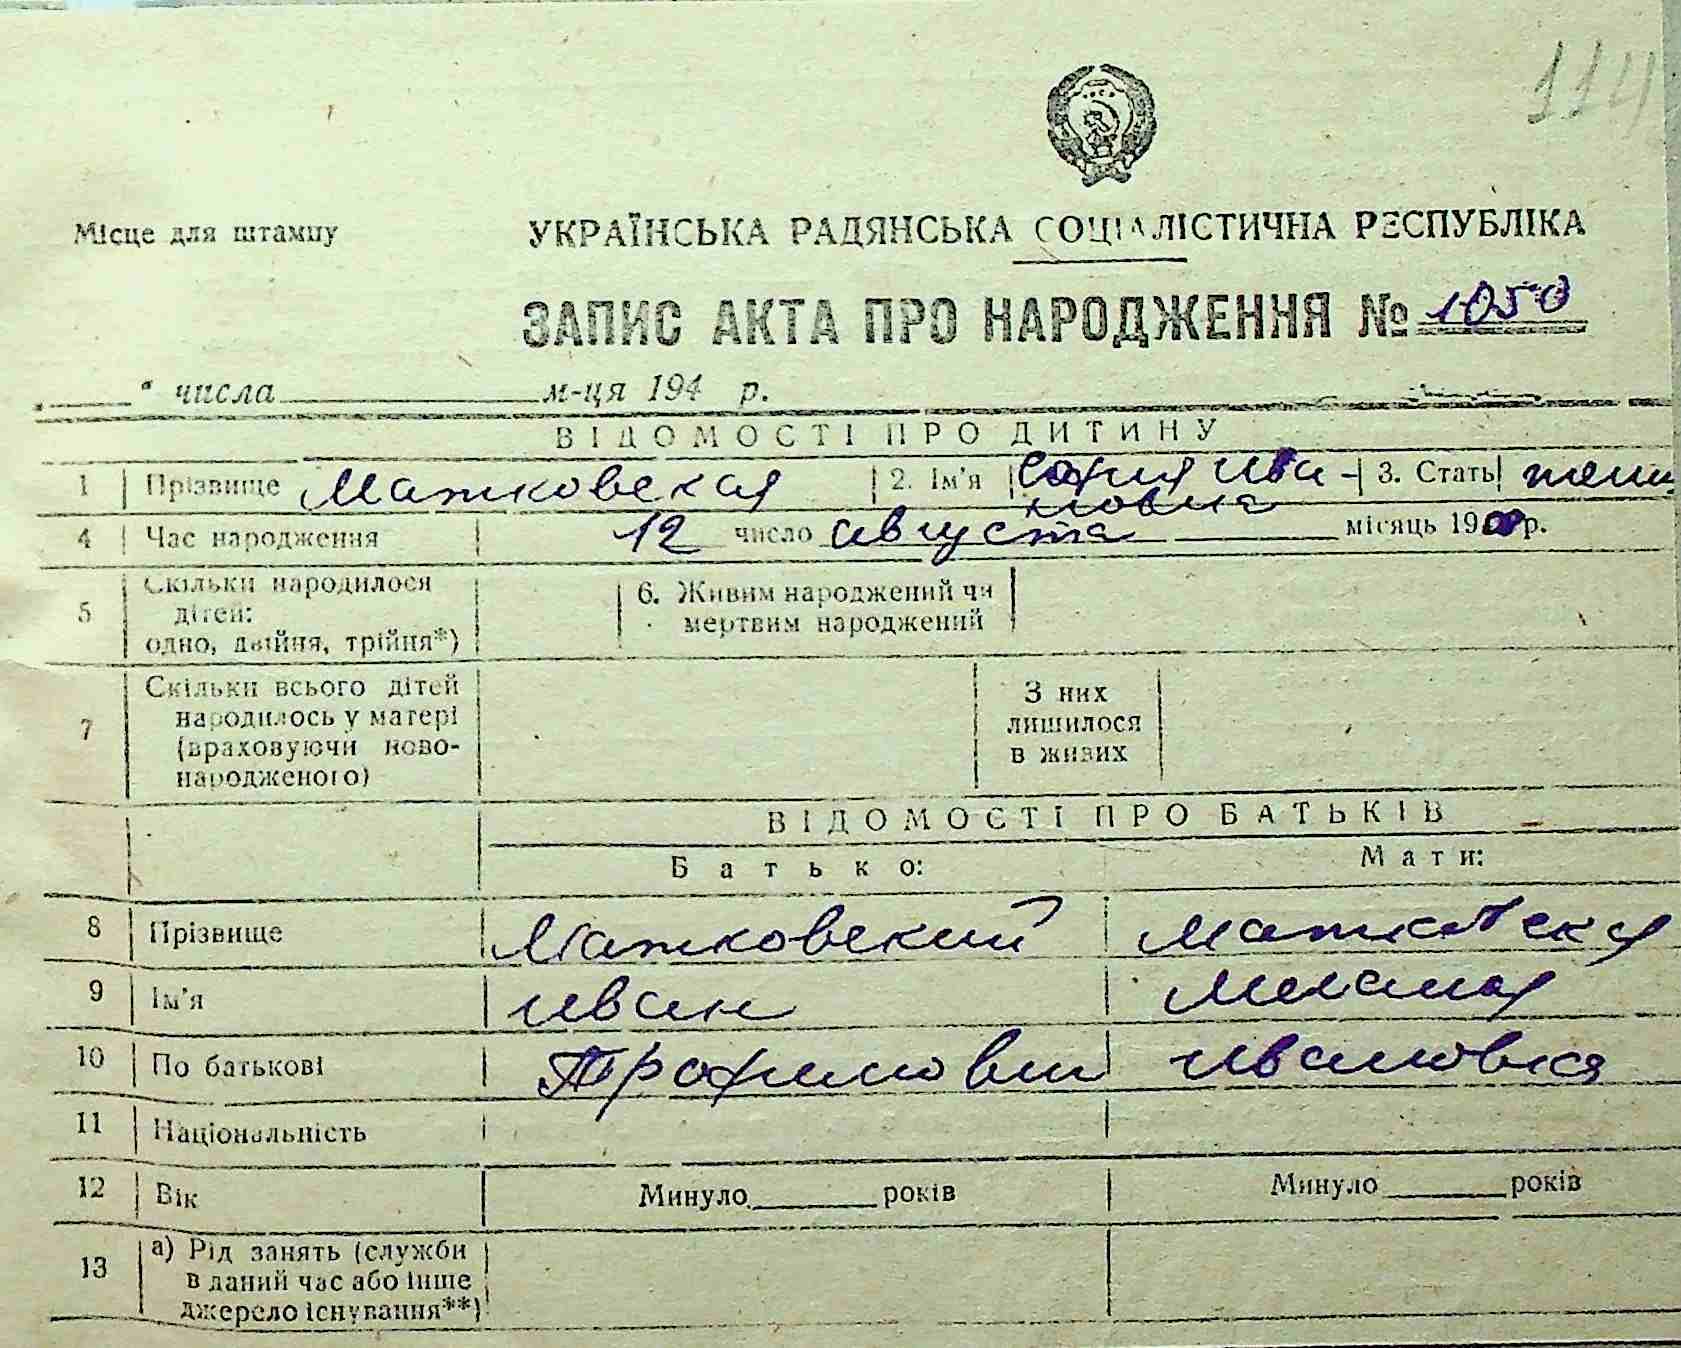 114
Місце для штампу
УКРАЇНСЬКА РАДЯНСЬКА СОЦІАЛІСТИЧНА РЕСПУБЛІКА
ЗАПИС АКТА ПРО НАРОДЖЕННЯ № 1050
" числа м-ця 194 р.
ВІДОМОСТІ ПРО ДИТИНУ
1 Прізвище Матковская 2. Ім'я София Ива- 3. Стать женш
новна
4 Час народження 12 число августа місяць 19 р.
5 Скільки народилося дітей: одно, двійня, трійня*) 6. Живим народжений чи мертвим народжений
7 Скільки всього дітей народилось у матері (враховуючи новонародженого) З них лишилося в живих
ВІДОМОСТІ ПРО БАТЬКІВ
Батько: Мати:
8 Прізвище Матковский Матковская
9 Ім'я Иван Мелания
10 По батькові Трофимович Ивановна
11 Національність
12 Вік Минуло років Минуло років
13 а) Рід занять (служби в даний час або інше джерело існування**)